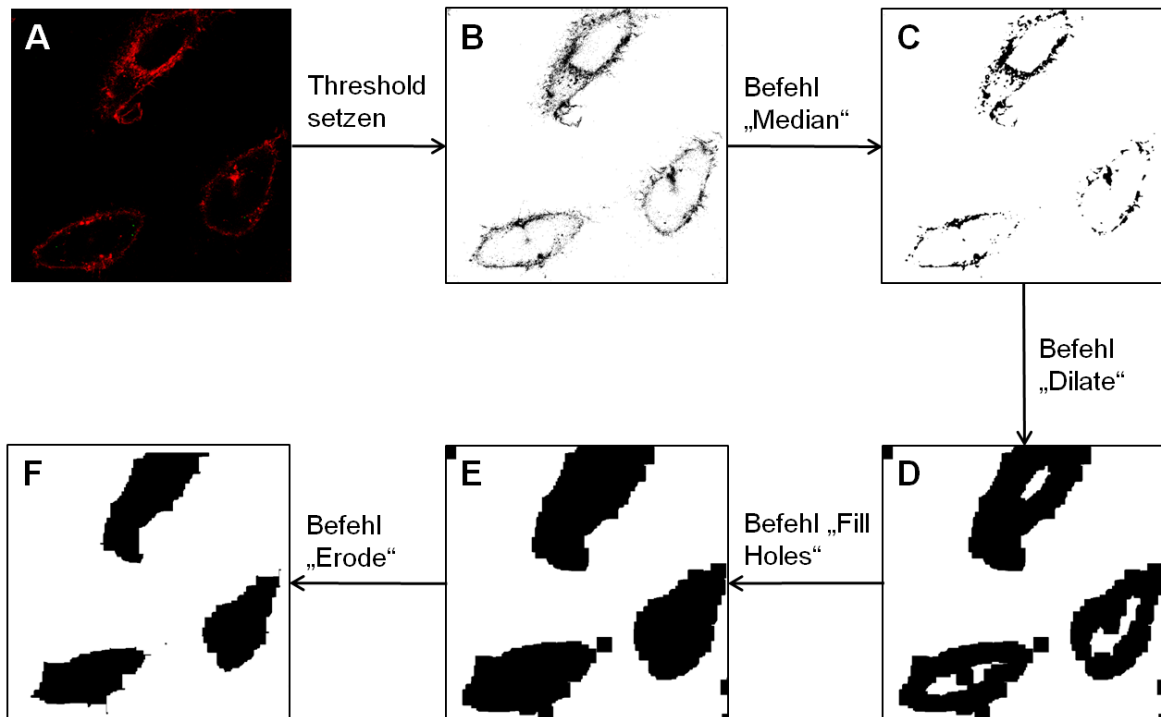 A
Threshold
setzen
B
Befehl
„Median“
C
Befehl
„Dilate“
D
Befehl „Fill
Holes“
E
Befehl
„Erode“
F